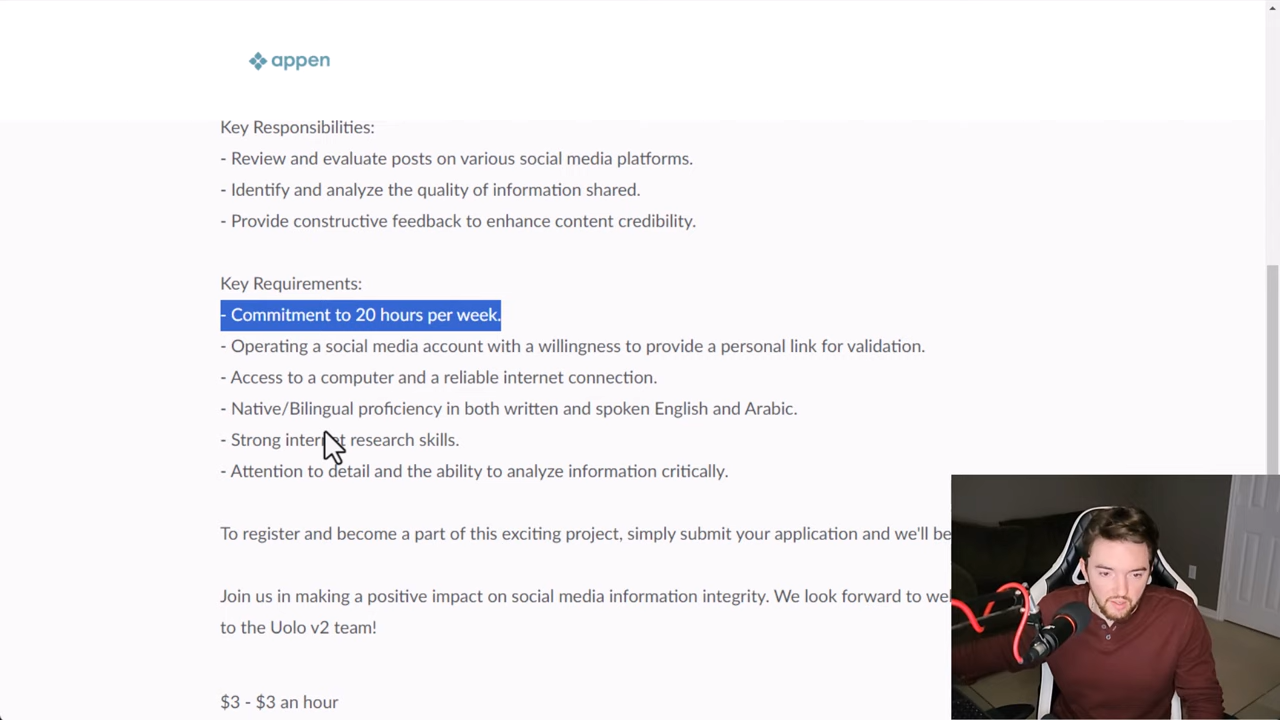 appen
Key Responsibilities:
- Review and evaluate posts on various social media platforms.
- Identify and analyze the quality of information shared.
- Provide constructive feedback to enhance content credibility.
Key Requirements:
- Commitment to 20 hours per week.
- Operating a social media account with a willingness to provide a personal link for validation.
- Access to a computer and a reliable internet connection.
- Native/Bilingual proficiency in both written and spoken English and Arabic.
- Strong internet research skills.
- Attention to detail and the ability to analyze information critically.
To register and become a part of this exciting project, simply submit your application and we'll be
Join us in making a positive impact on social media information integrity. We look forward to wel
to the Uolo v2 team!
$3 - $3 an hour